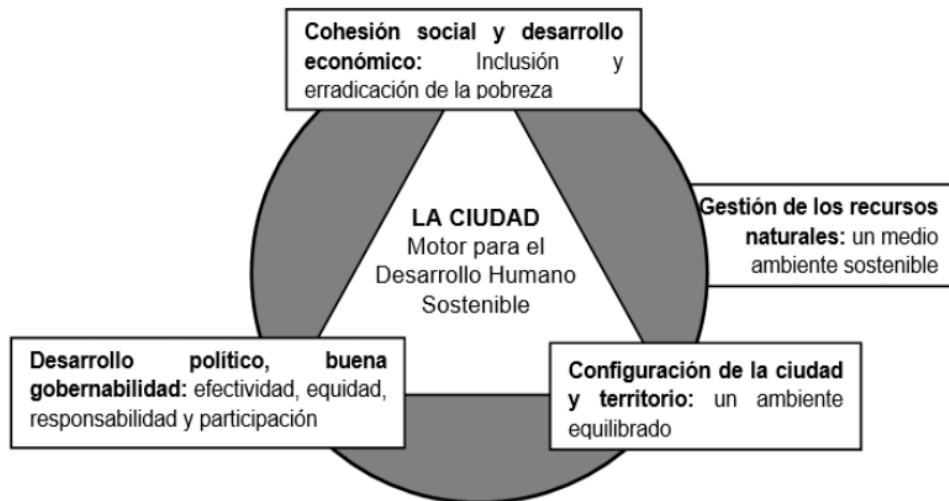 Cohesión social y desarrollo
económico: Inclusión y
erradicación de la pobreza
LA CIUDAD
Motor para el
Desarrollo Humano
Sostenible
Gestión de los recursos
naturales: un medio
ambiente sostenible
Desarrollo político, buena
gobernabilidad: efectividad, equidad,
responsabilidad y participación
Configuración de la ciudad
y territorio: un ambiente
equilibrado